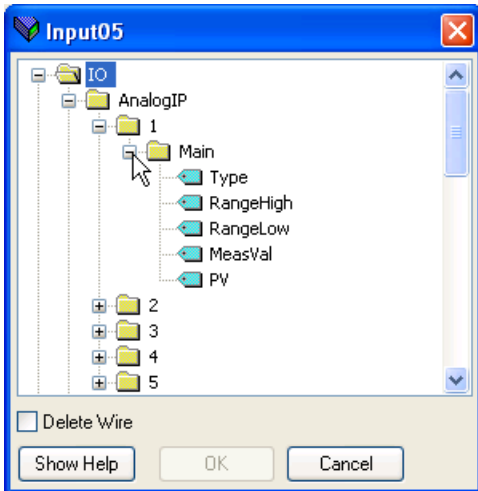 Input05
IO
AnalogIP
1
Main
Type
RangeHigh
RangeLow
MeasVal
PV
2
3
4
5
Delete Wire
Show Help OK Cancel